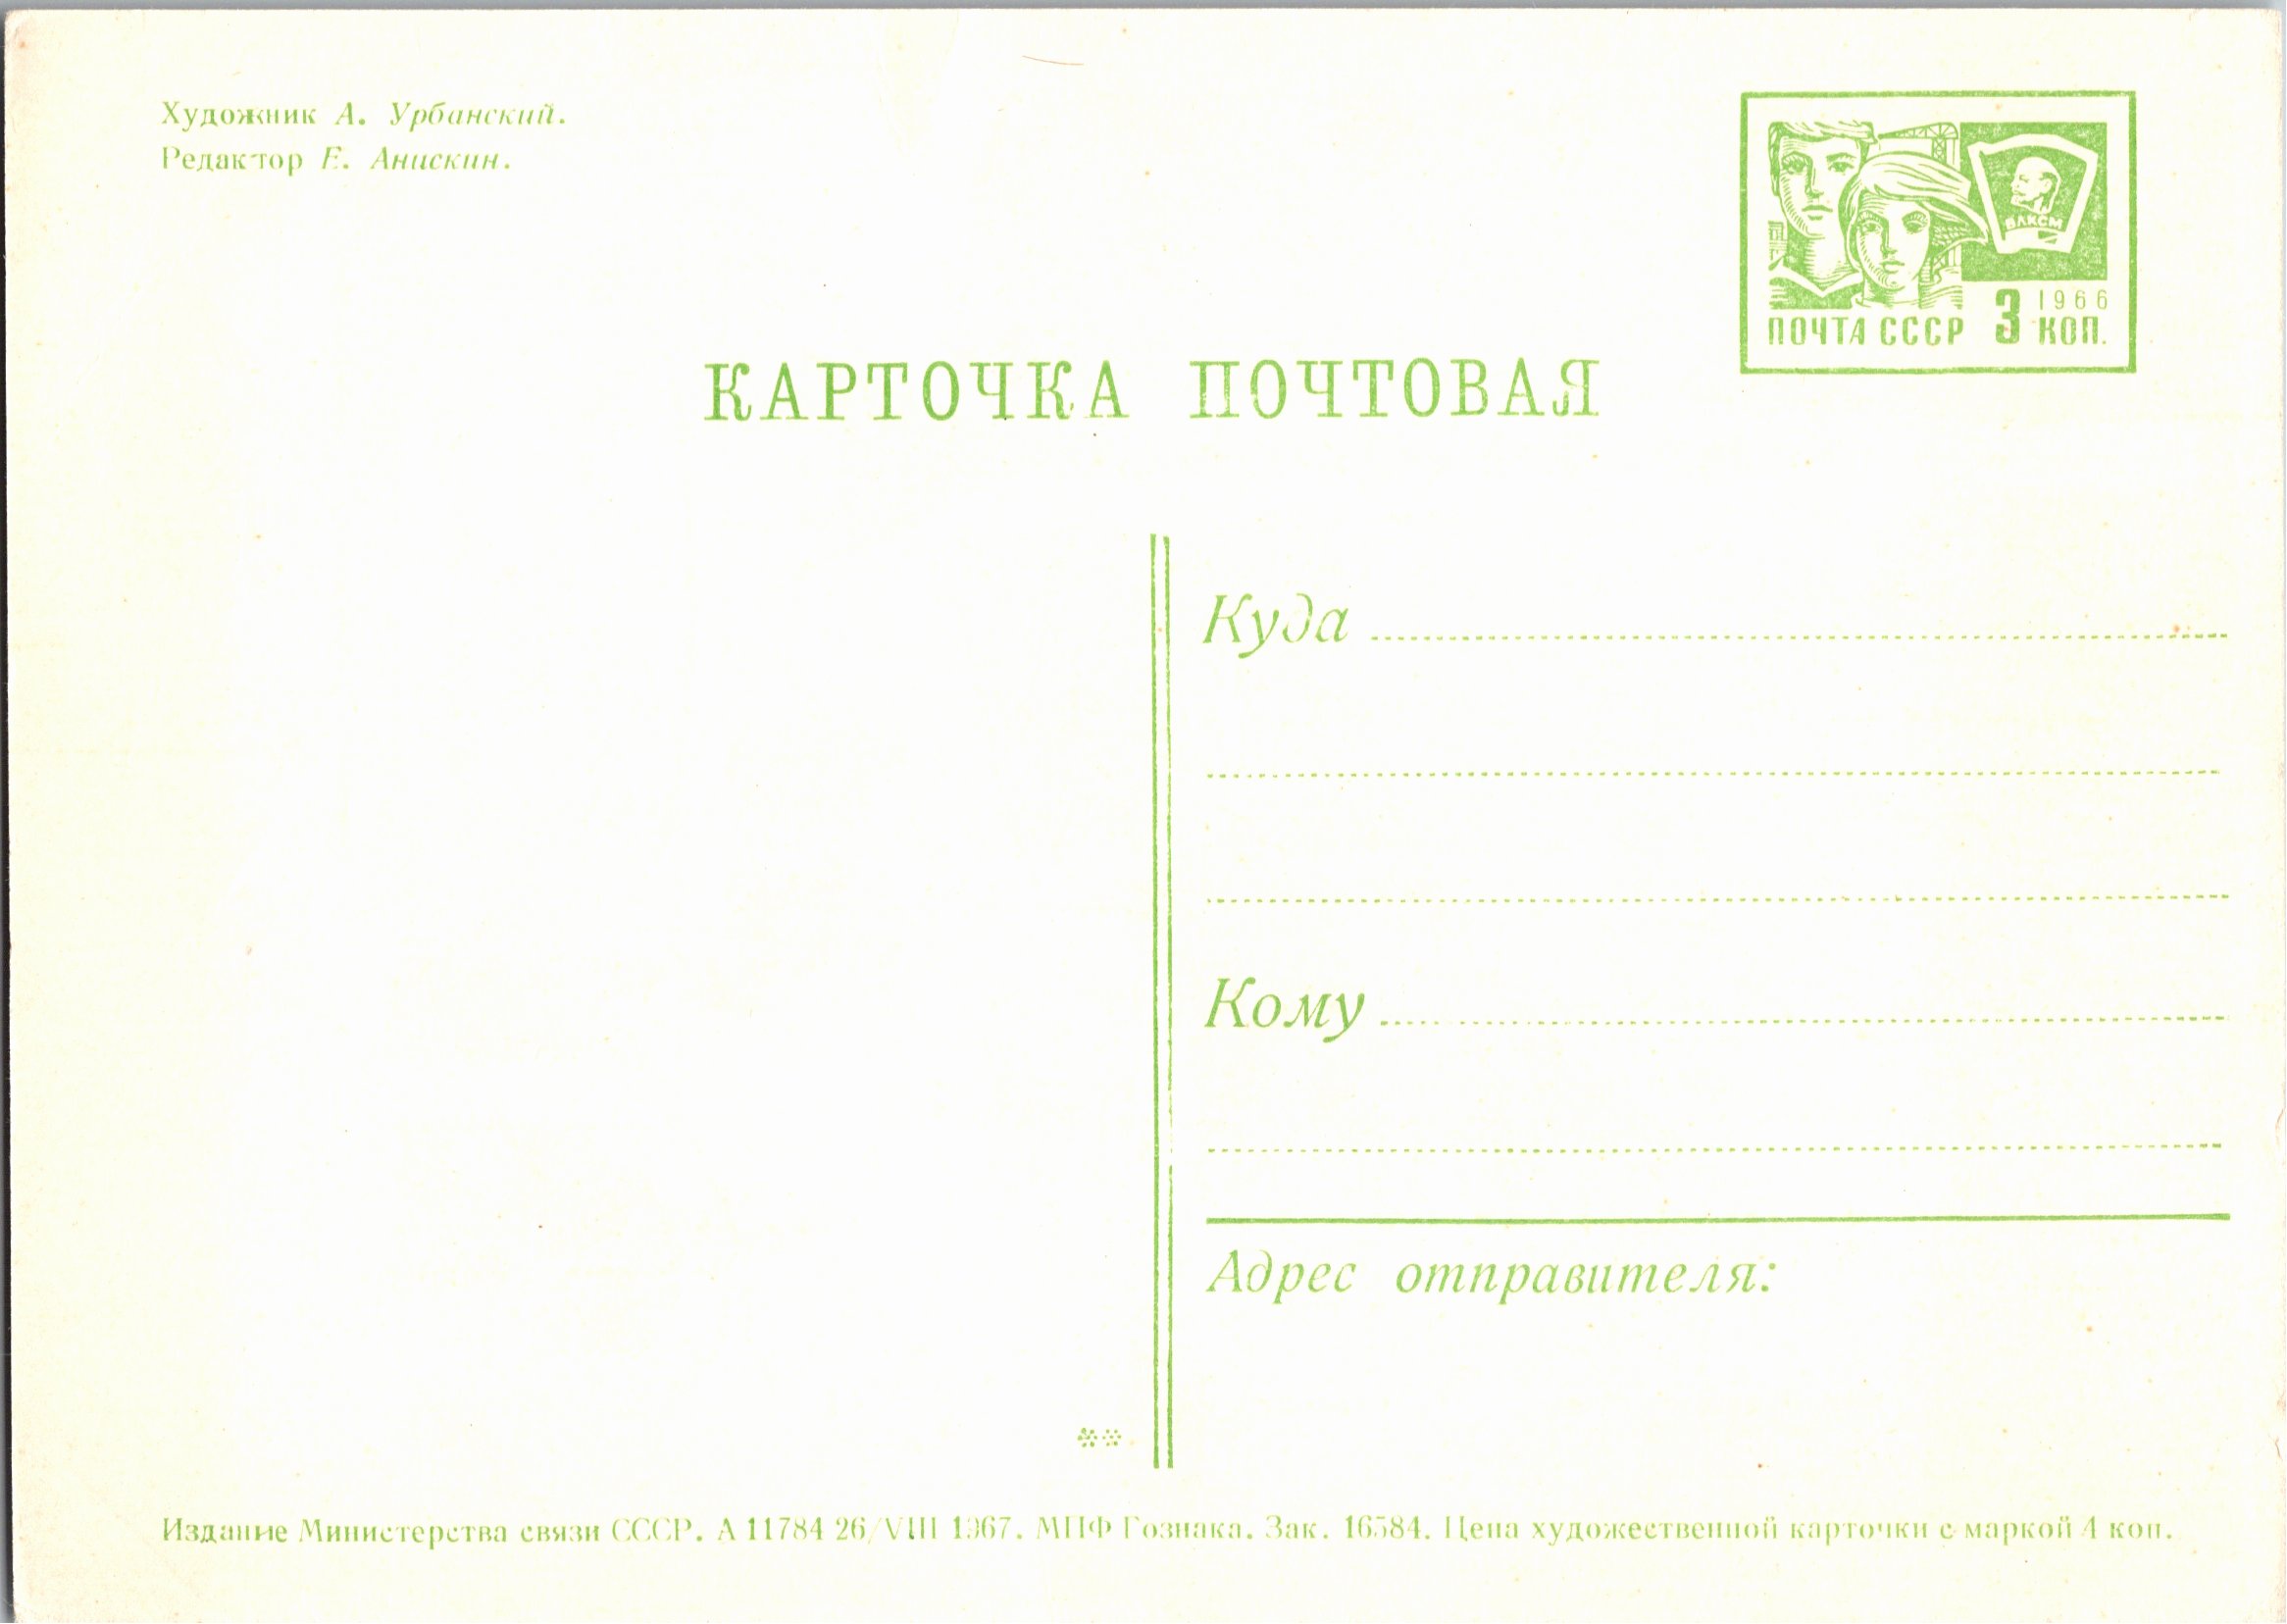 Художник А. Урбанский.
Редактор Е. Анискин.
ВЛКСМ
1966
ПОЧТА СССР 3 КОП.
КАРТОЧКА ПОЧТОВАЯ
Куда
Кому
Адрес отправителя:
**
Издание Министерства связи СССР. А 11784 26/VIII 1967. МПФ Гознака. Зак. 16584. Цена художественной карточки с маркой 4 коп.